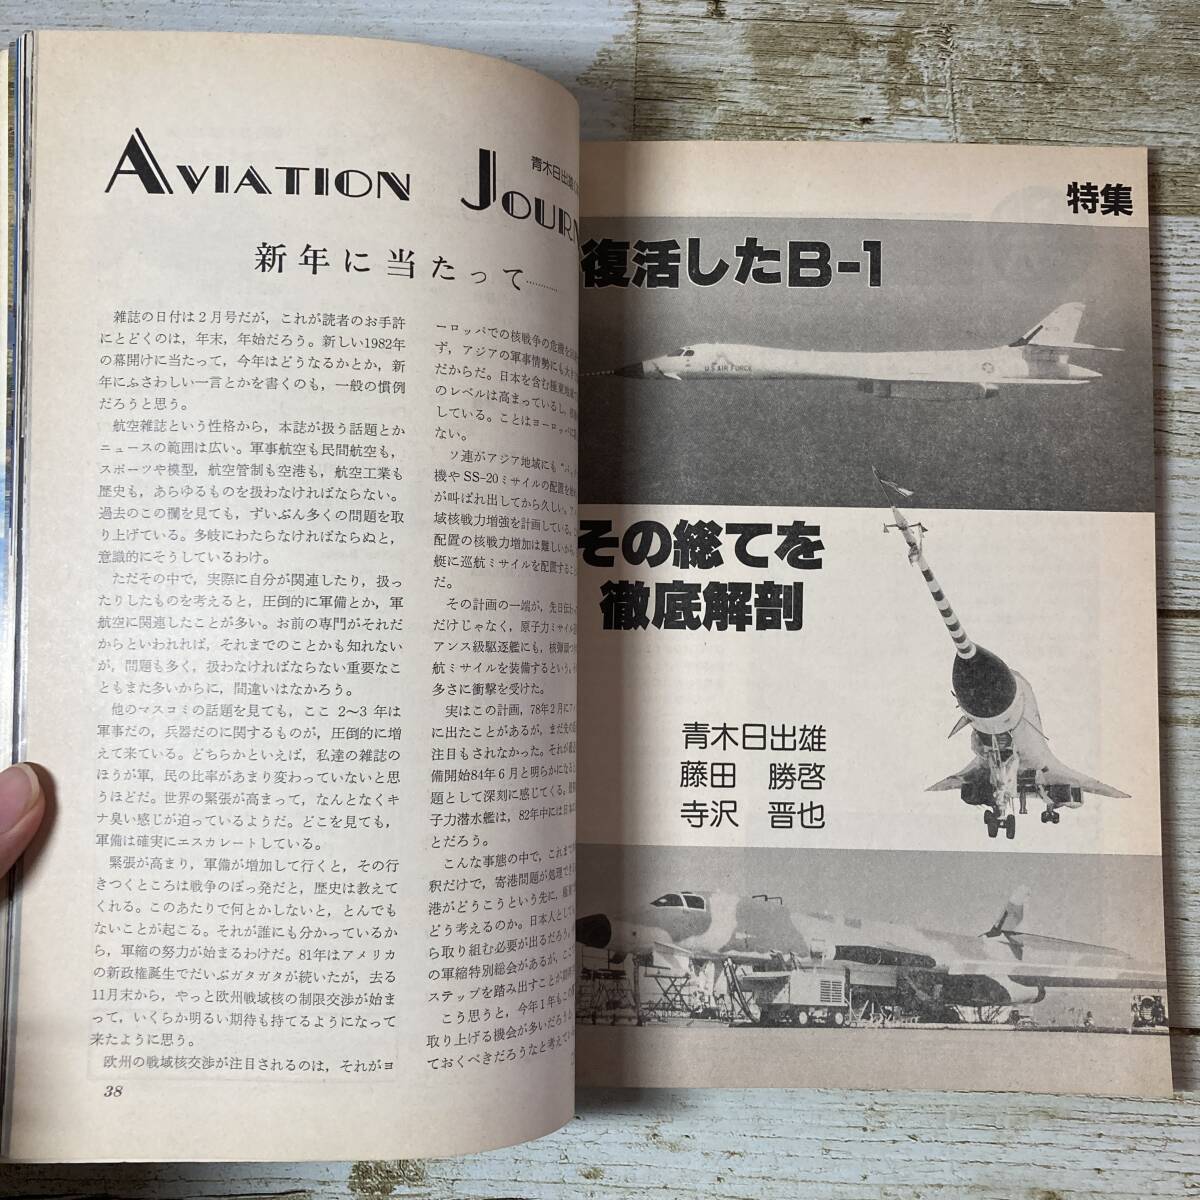 AVIATION JOURN
青木日出雄
新年に当たって…………
雑誌の日付は2月号だが，これが読者のお手許
にとどくのは，年末，年始だろう。新しい1982年
の幕開けに当たって，今年はどうなるかとか，新
年にふさわしい一言とかを書くのも，一般の慣例
だろうと思う。
航空雑誌という性格から，本誌が扱う話題とか
ニュースの範囲は広い。軍事航空も民間航空も，
スポーツや模型，航空管制も空港も，航空工業も
歴史も，あらゆるものを扱わなければならない。
過去のこの欄を見ても，ずいぶん多くの問題を取
り上げている。多岐にわたらなければならぬと，
意識的にそうしているわけ。
ただその中で，実際に自分が関連したり，扱っ
たりしたものを考えると，圧倒的に軍備とか，軍
航空に関連したことが多い。お前の専門がそれだ
からといわれれば，それまでのことかも知れない
が，問題も多く，扱わなければならない重要なこ
ともまた多いからに，間違いはなかろう。
他のマスコミの話題を見ても，ここ 2〜3 年は
軍事だの，兵器だのに関するものが，圧倒的に増
えて来ている。どちらかといえば，私達の雑誌の
ほうが軍，民の比率があまり変わっていないと思
うほどだ。世界の緊張が高まって，なんとなくキ
ナ臭い感じが迫っているようだ。どこを見ても，
軍備は確実にエスカレートしている。
緊張が高まり，軍備が増加して行くと，その行
きつくところは戦争のぼっ発だと，歴史は教えて
くれる。このあたりで何とかしないと，とんでも
ないことが起こる。それが誰にも分かっているか
ら，軍縮の努力が始まるわけだ。81年はアメリカ
の新政権誕生でだいぶガタガタが続いたが，去る
11月末から，やっと欧州戦域核の制限交渉が始ま
って，いくらか明るい期待も持てるようになって
来たように思う。
欧州の戦域核交渉が注目されるのは，それがヨ
38
ーロッパでの核戦争の危機を
ず，アジアの軍事情勢にも大き
だからだ。日本を含む極東地域
のレベルは高まっているし，
している。ことはヨーロッパに
ない。
ソ連がアジア地域にも
機やSS-20ミサイルの配置を
が叫ばれ出してから久しい。
域核戦力増強を計画している。
配置の核戦力増加は難しいから
艇に巡航ミサイルを配置すると
だ。
その計画の一端が，先日伝
だけじゃなく，原子力ミサイル
アンス級駆逐艦にも，核弾頭
航ミサイルを装備するという。
多さに衝撃を受けた。
実はこの計画，78年2月に
に出たことがあるが，まだ
注目もされなかった。それが
備開始84年6月と明らかになる
題として深刻に感じてくる。
子力潜水艦は，82年中には日本
とだろう。
こんな事態の中で，これまで
釈だけで，寄港問題が処理でき
港がどうこうという先に，
どう考えるのか。日本人として
ら取り組む必要が出るだろう。
の軍縮特別総会があるが，ここ
ステップを踏み出すことが
こう思うと，今年1年もこの
取り上げる機会が多いだろう
ておくべきだろうなと考えてい
特集
復活したB-1
U.S. AIR FORCE
その総てを
徹底解剖
青木日出雄
藤田 勝啓
寺沢 晋也